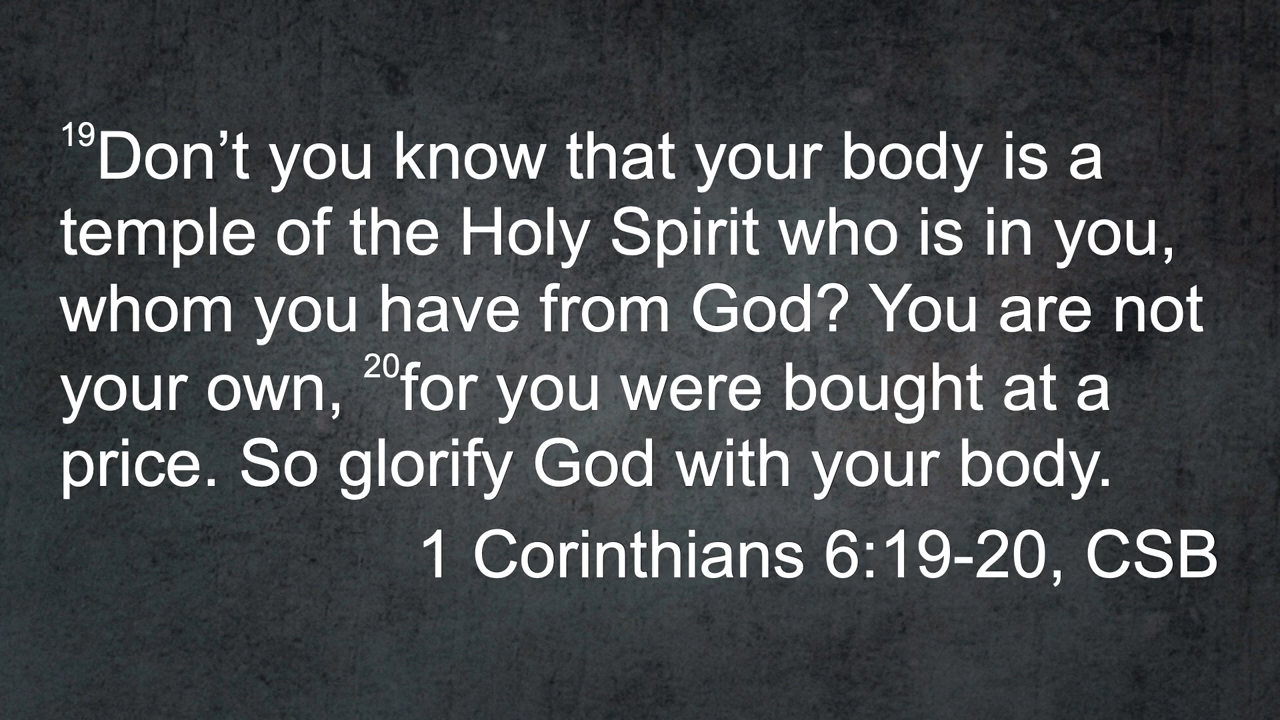 19Don’t you know that your body is a
temple of the Holy Spirit who is in you,
whom you have from God? You are not
your own, 20for you were bought at a
price. So glorify God with your body.
1 Corinthians 6:19-20, CSB